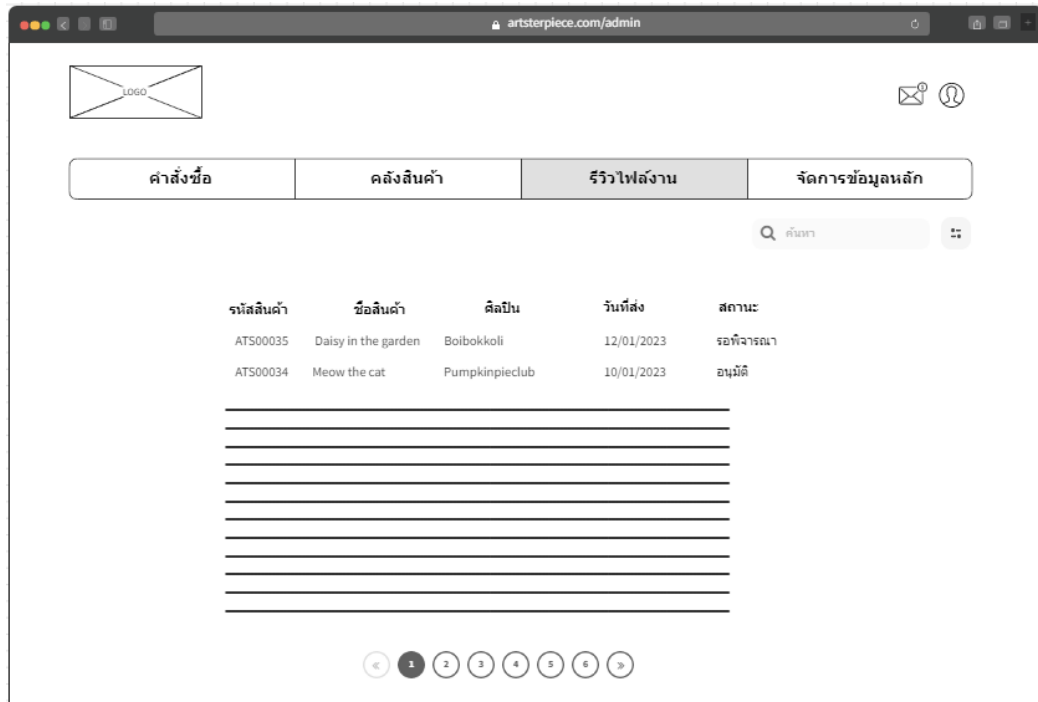 artsterpiece.com/admin
LOGO
คำสั่งซื้อ คลังสินค้า รีวิวไฟล์งาน จัดการข้อมูลหลัก
ค้นหา
รหัสสินค้า ชื่อสินค้า ศิลปิน วันที่ส่ง สถานะ
ATS00035 Daisy in the garden Boibokkoli 12/01/2023 รอพิจารณา
ATS00034 Meow the cat Pumpkinpieclub 10/01/2023 อนุมัติ
« 1 2 3 4 5 6 »